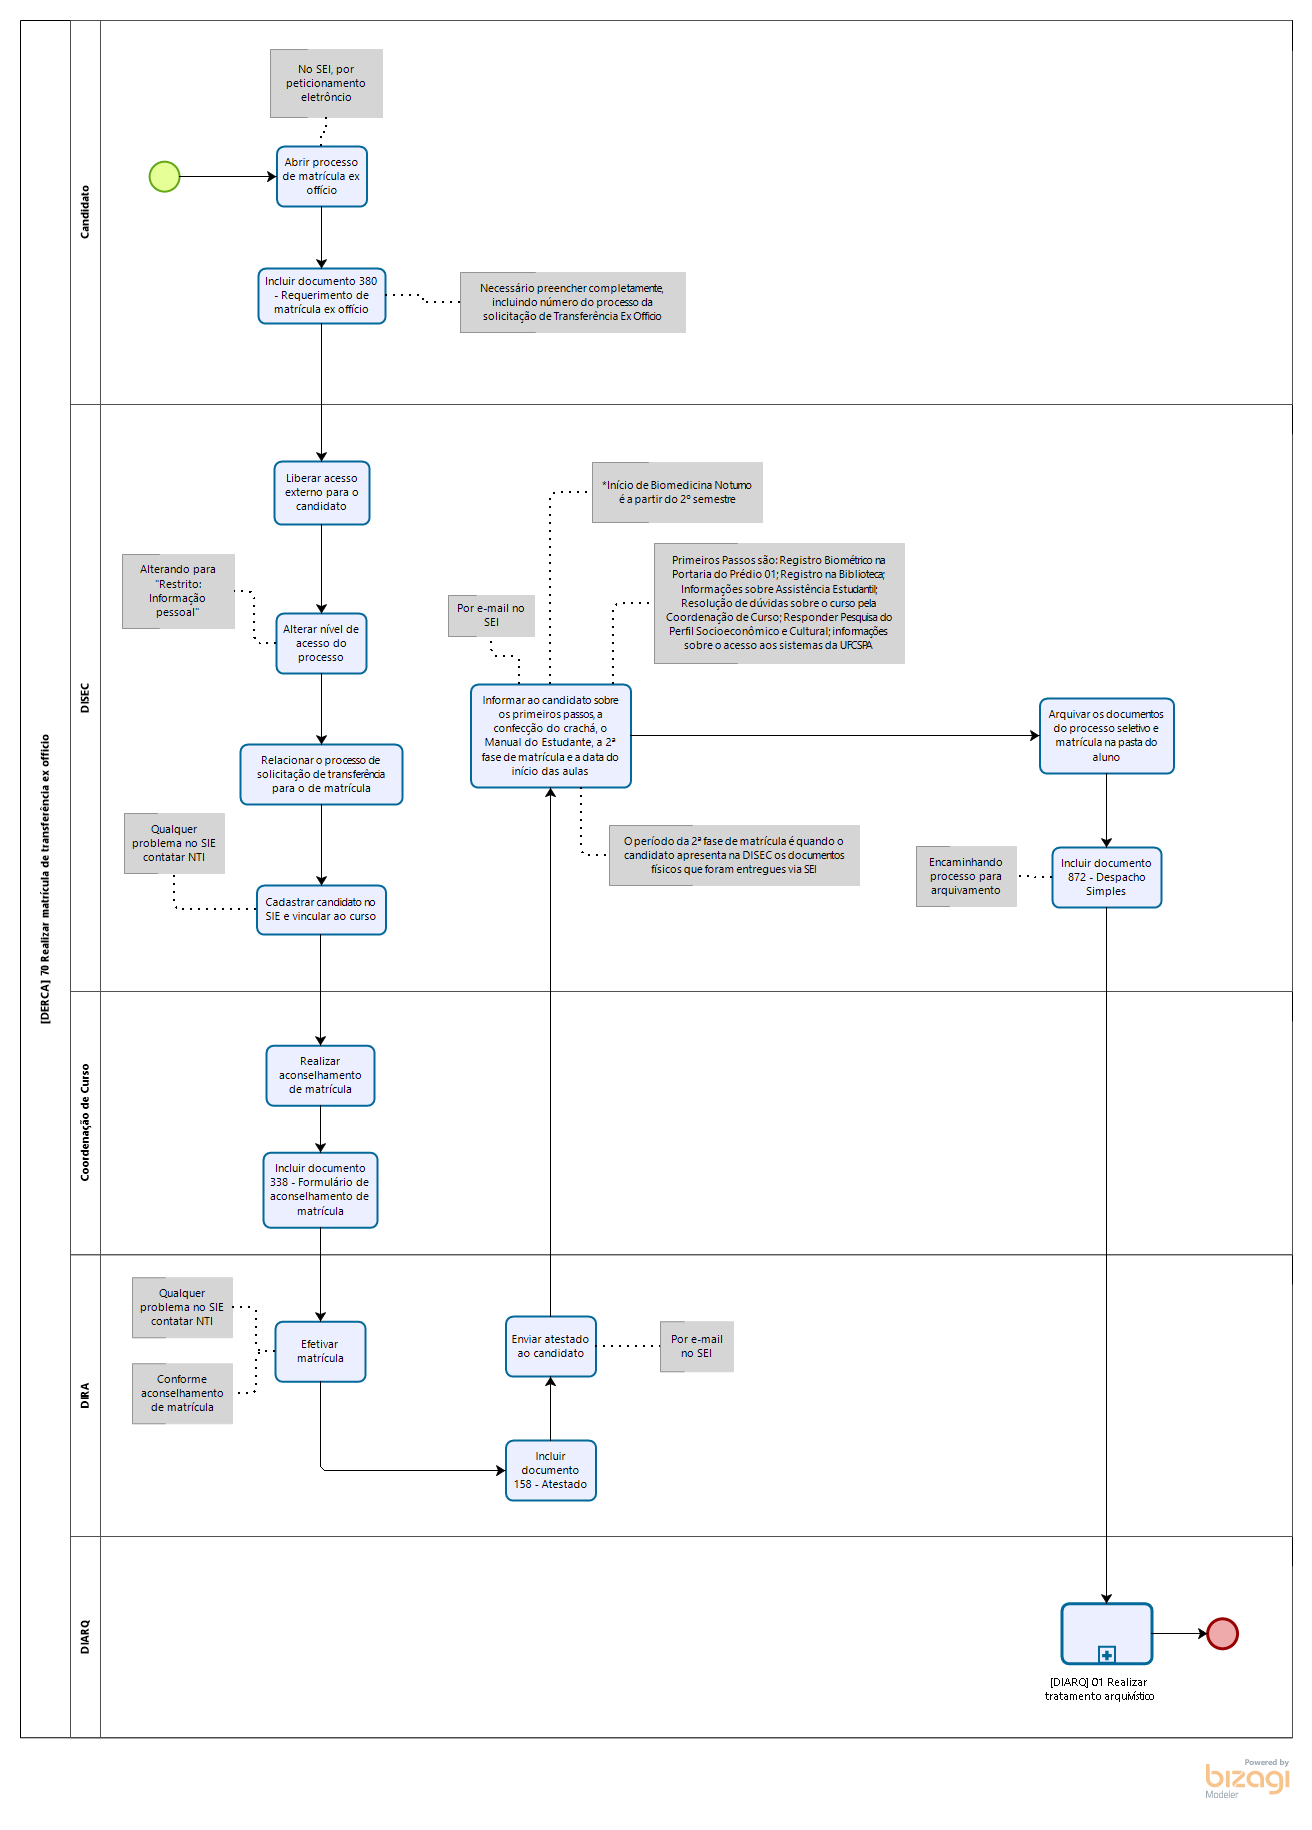 [DERCA] 70 Realizar matrícula de transferência ex officio
Candidato
No SEI, por
peticionamento
eletrôncio
Abrir processo
de matrícula ex
offício
Incluir documento 380
- Requerimento de
matrícula ex offício
Necessário preencher completamente,
incluindo número do processo da
solicitação de Transferência Ex Officio
DISEC
Liberar acesso
externo para o
candidato
Alterando para
"Restrito:
Informação
pessoal"
Alterar nível de
acesso do
processo
Relacionar o processo de
solicitação de transferência
para o de matrícula
Qualquer
problema no SIE
contatar NTI
Cadastrar candidato no
SIE e vincular ao curso
*Início de Biomedicina Noturno
é a partir do 2º semestre
Primeiros Passos são: Registro Biométrico na
Portaria do Prédio 01; Registro na Biblioteca;
Informações sobre Assistência Estudantil;
Resolução de dúvidas sobre o curso pela
Coordenação de Curso; Responder Pesquisa do
Perfil Socioeconômico e Cultural; informações
sobre o acesso aos sistemas da UFCSPA
Por e-mail no
SEI
Informar ao candidato sobre
os primeiros passos, a
confecção do crachá, o
Manual do Estudante, a 2ª
fase de matrícula e a data do
início das aulas
O período da 2ª fase de matrícula é quando o
candidato apresenta na DISEC os documentos
físicos que foram entregues via SEI
Arquivar os documentos
do processo seletivo e
matrícula na pasta do
aluno
Encaminhando
processo para
arquivamento
Incluir documento
872 - Despacho
Simples
Coordenação de Curso
Realizar
aconselhamento
de matrícula
Incluir documento
338 - Formulário de
aconselhamento de
matrícula
DIRA
Qualquer
problema no SIE
contatar NTI
Conforme
aconselhamento
de matrícula
Efetivar
matrícula
Enviar atestado
ao candidato
Por e-mail
no SEI
Incluir
documento
158 - Atestado
DIARQ
[DIARQ] 01 Realizar
tratamento arquivístico
Powered by
bizagi
Modeler